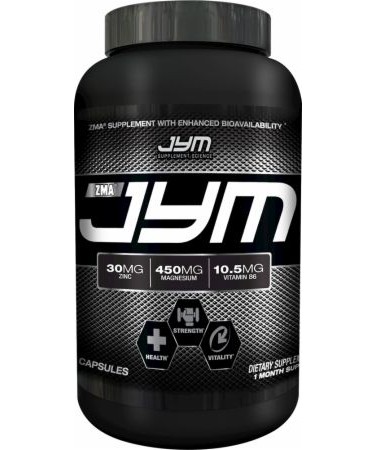 ZMA® SUPPLEMENT WITH ENHANCED BIOAVAILABILITY*
JYM
SUPPLEMENT SCIENCE
ZMA
JYM
30MG
ZINC
450MG
MAGNESIUM
10.5MG
VITAMIN B6
STRENGTH*
HEALTH*
VITALITY*
CAPSULES
DIETARY SUPPLEM
1 MONTH SUP